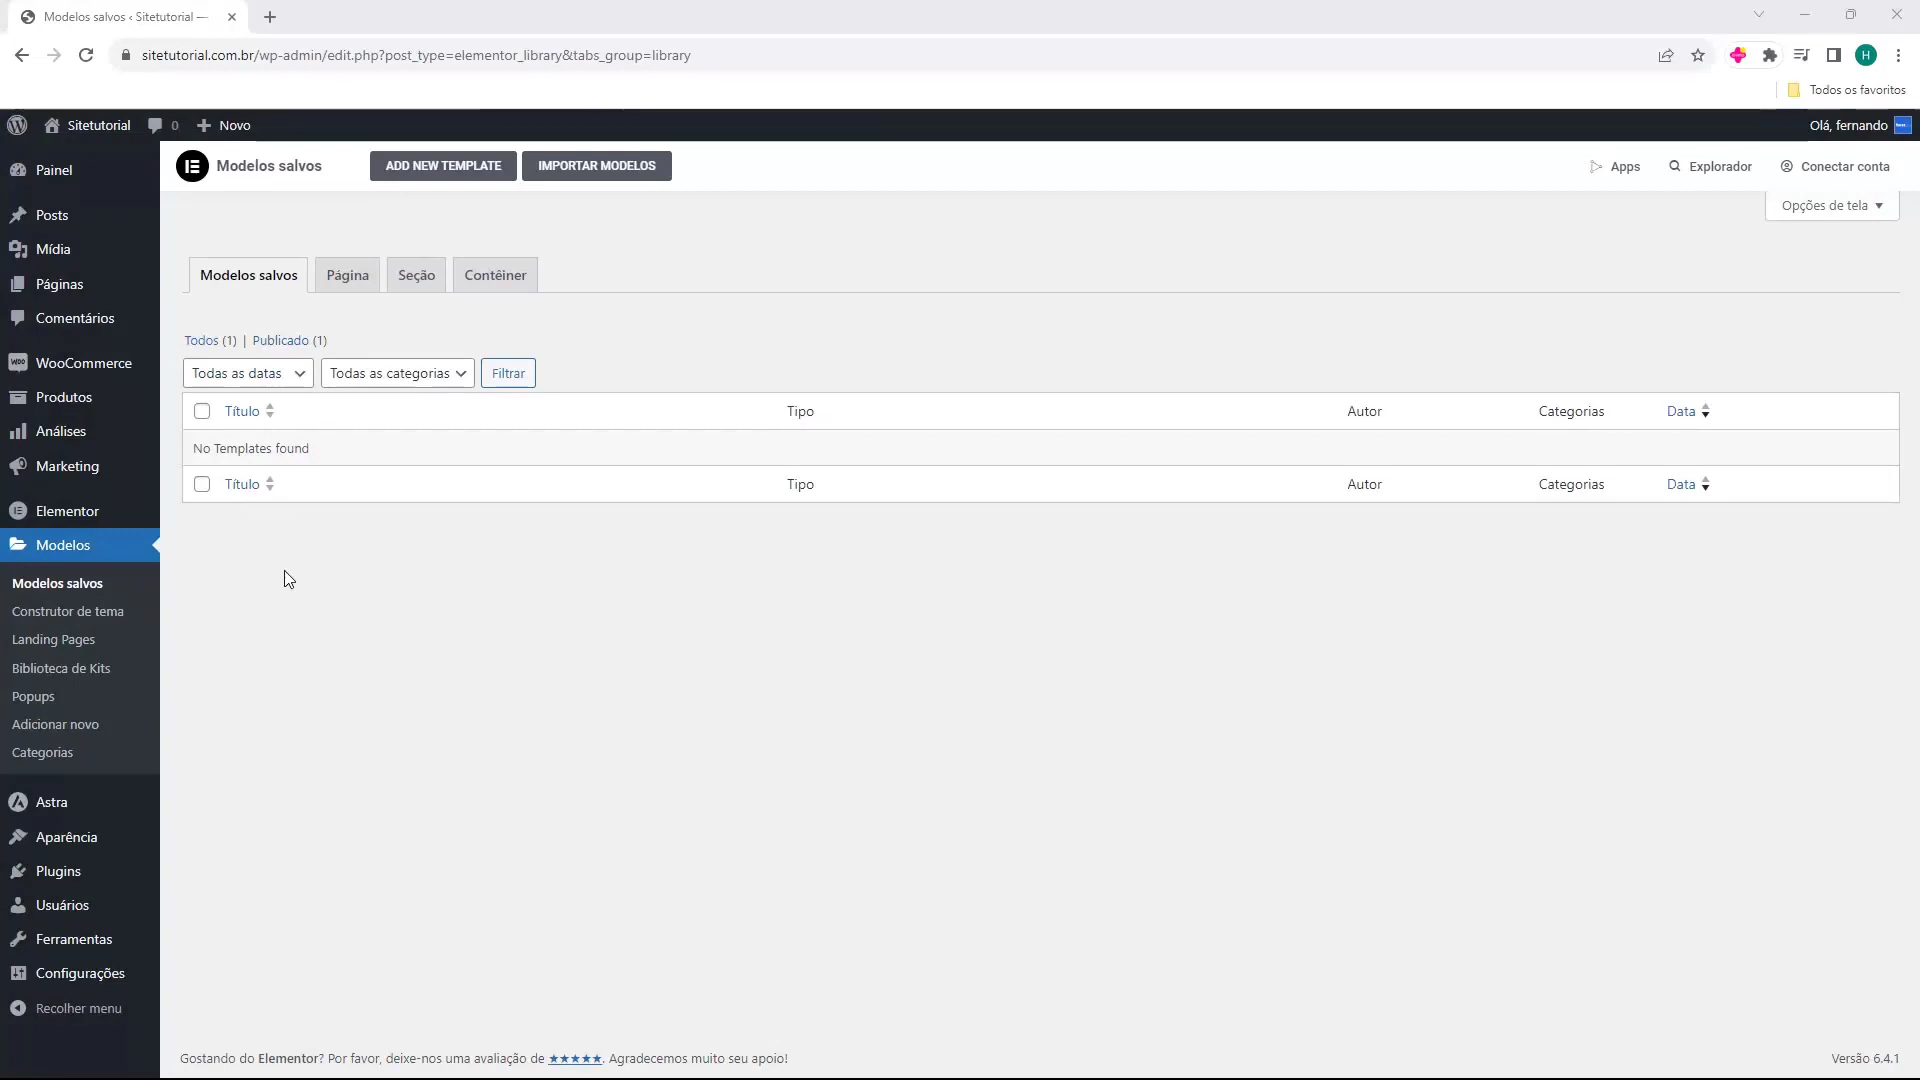 Modelos salvos ‹ Sitetutorial —
sitetutorial.com.br/wp-admin/edit.php?post_type=elementor_library&tabs_group=library
H
Todos os favoritos
Sitetutorial
0
Novo
Olá, fernando
Modelos salvos
ADD NEW TEMPLATE
IMPORTAR MODELOS
Apps
Explorador
Conectar conta
Opções de tela
Painel
Posts
Mídia
Páginas
Comentários
WooCommerce
Produtos
Análises
Marketing
Elementor
Modelos
Modelos salvos
Construtor de tema
Landing Pages
Biblioteca de Kits
Popups
Adicionar novo
Categorias
Astra
Aparência
Plugins
Usuários
Ferramentas
Configurações
Recolher menu
Modelos salvos
Página
Seção
Contêiner
Todos (1) | Publicado (1)
Todas as datas
Todas as categorias
Filtrar
Título
Tipo
Autor
Categorias
Data
No Templates found
Título
Tipo
Autor
Categorias
Data
Gostando do Elementor? Por favor, deixe-nos uma avaliação de ★★★★★. Agradecemos muito seu apoio!
Versão 6.4.1